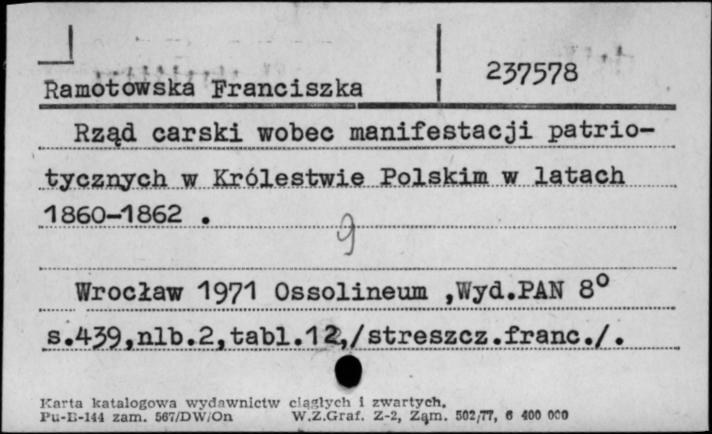 237578
Ramotowska Franciszka
Rząd carski wobec manifestacji patrio-
tycznych w Królestwie Polskim w latach
1860-1862 .
9
Wrocław 1971 Ossolineum ,Wyd.PAN 8°
s.439,nlb.2,tabl.12,/streszcz.franc./.
Karta katalogowa wydawnictw ciągłych i zwartych.
Pu-B-144 zam. 567/DW/On W.Z.Graf. Z-2, Zam. 502/77, 6 400 000